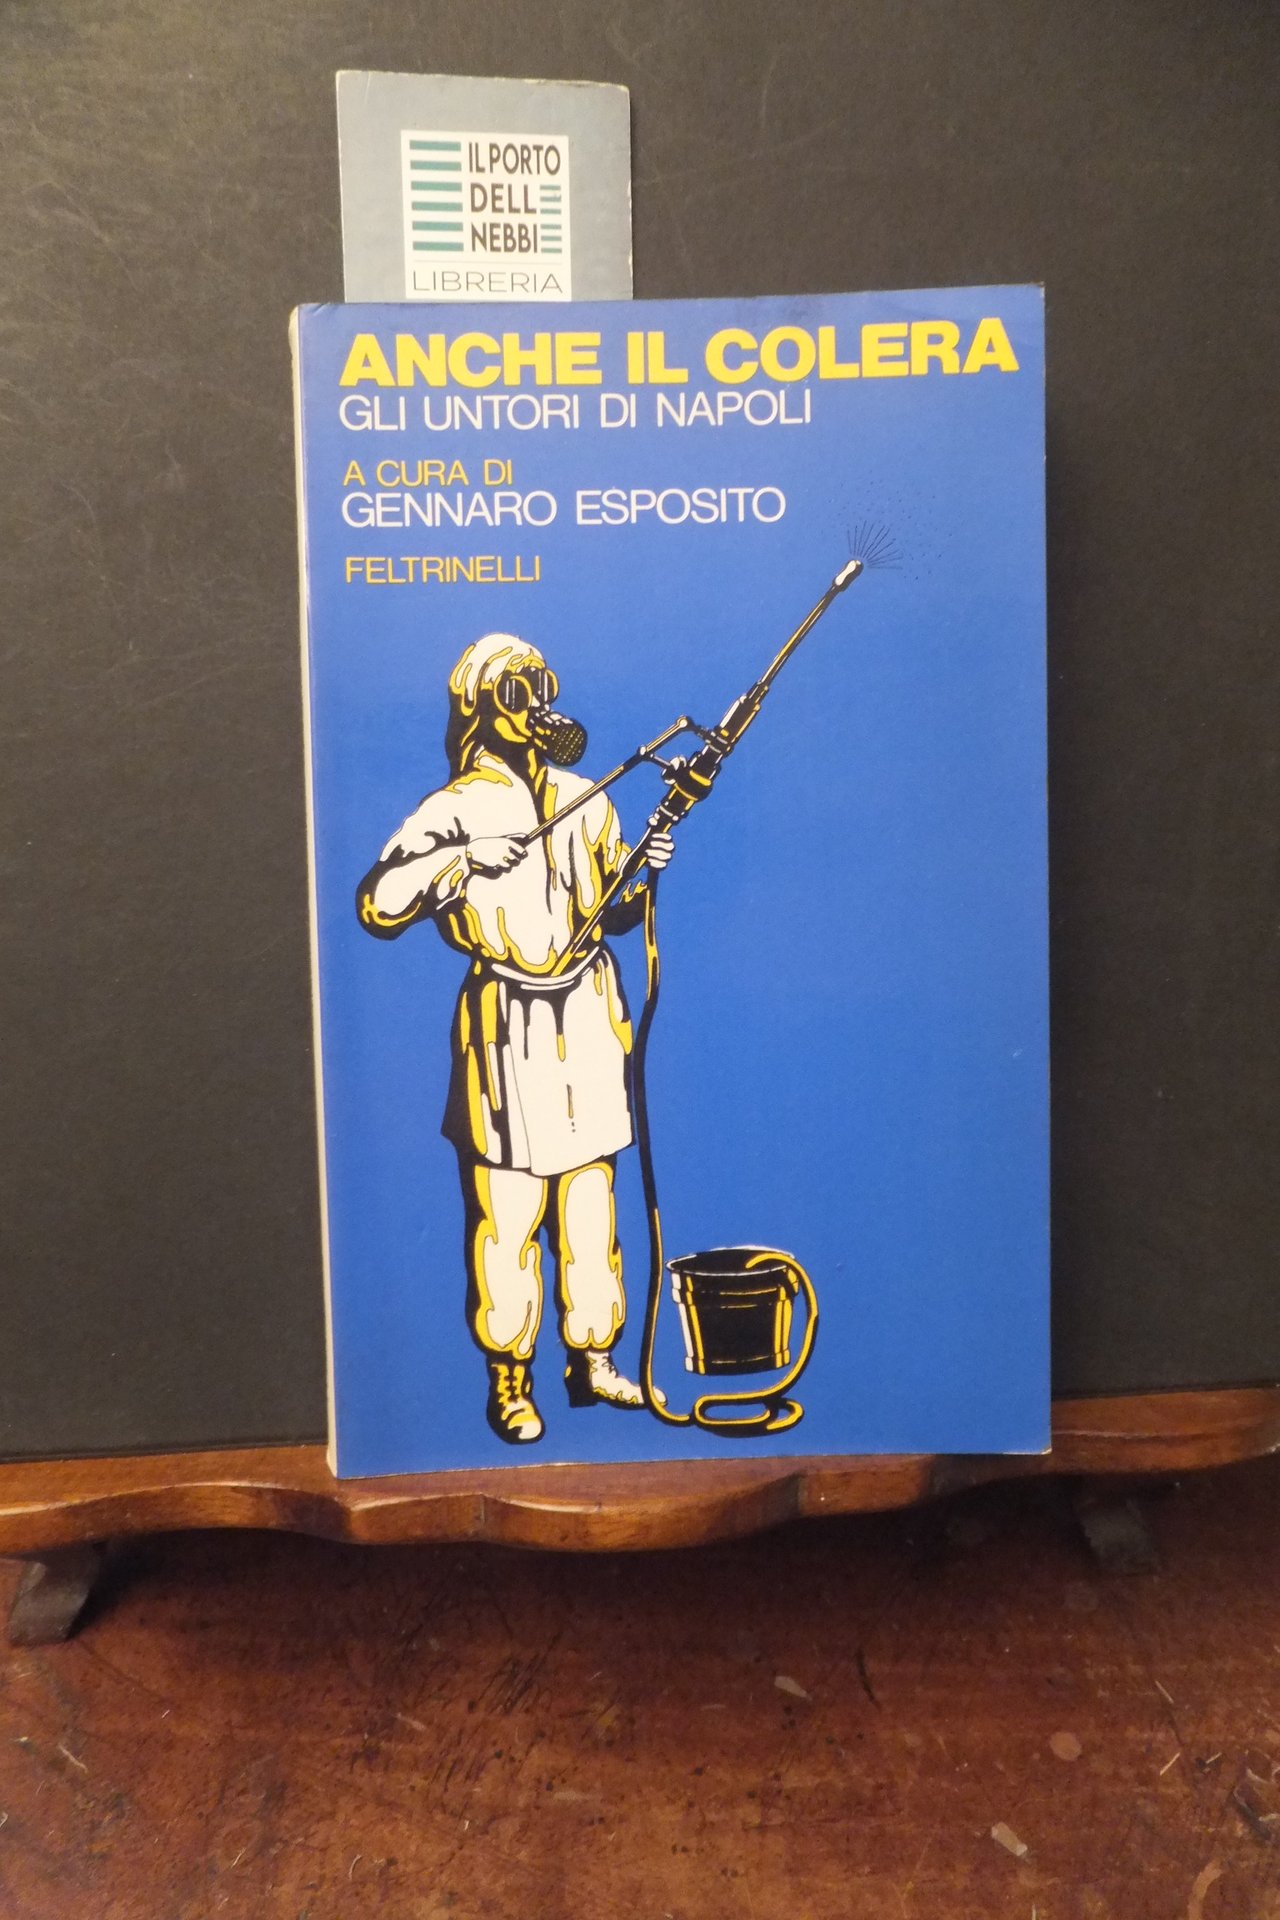 IL PORTO
DELL
NEBBI
LIBRERIA
ANCHE IL COLERA
GLI UNTORI DI NAPOLI
A CURA DI
GENNARO ESPOSITO
FELTRINELLI